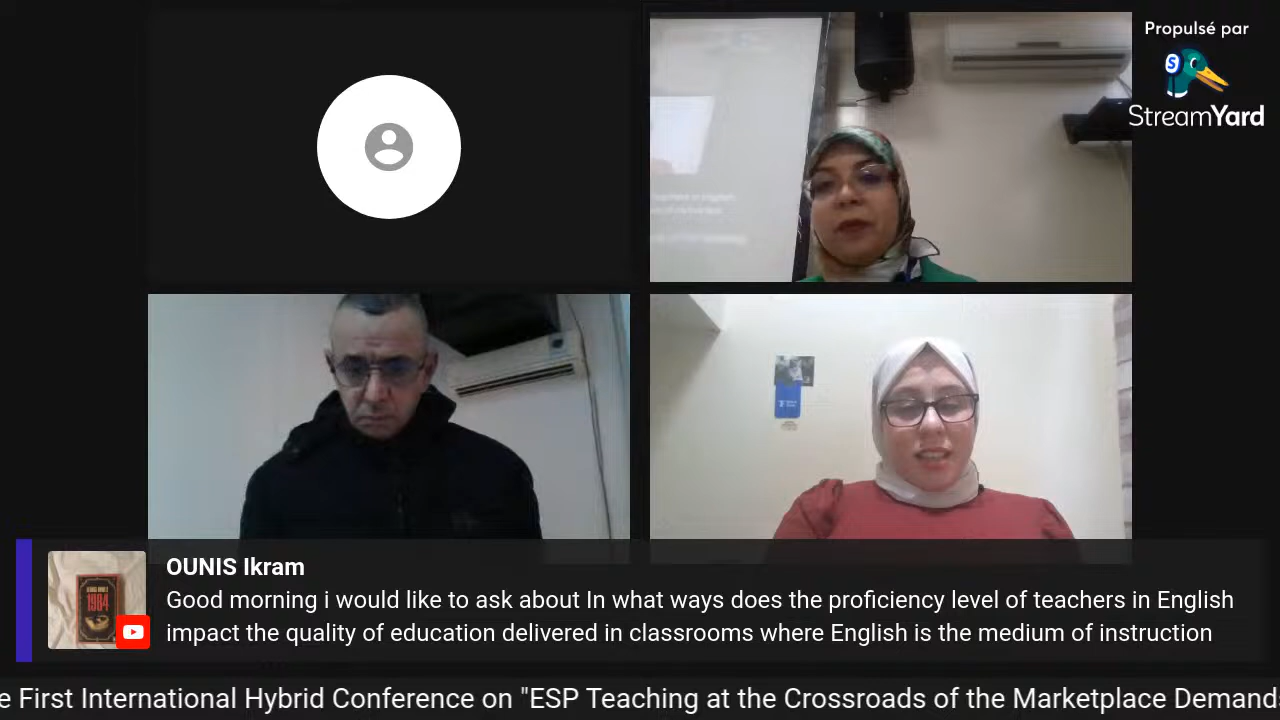 Propulsé par
StreamYard
OUNIS Ikram
Good morning i would like to ask about In what ways does the proficiency level of teachers in English
impact the quality of education delivered in classrooms where English is the medium of instruction
1984
e First International Hybrid Conference on "ESP Teaching at the Crossroads of the Marketplace Demand